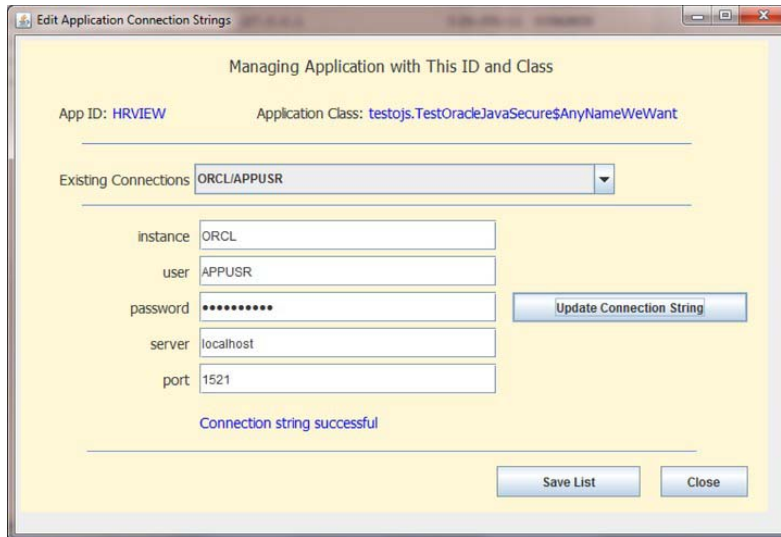 Edit Application Connection Strings
Managing Application with This ID and Class
App ID: HRVIEW Application Class: testojs.TestOracleJavaSecure$AnyNameWeWant
Existing Connections ORCL/APPUSR
instance ORCL
user APPUSR
password ••••••••••
Update Connection String
server localhost
port 1521
Connection string successful
Save List Close